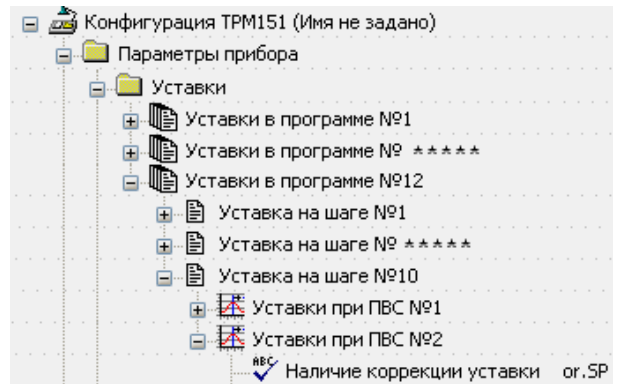 Конфигурация ТРМ151 (Имя не задано)
Параметры прибора
Уставки
Уставки в программе №1
Уставки в программе № *****
Уставки в программе №12
Уставка на шаге №1
Уставка на шаге № *****
Уставка на шаге №10
Уставки при ПВС №1
Уставки при ПВС №2
ABC Наличие коррекции уставки or.SP